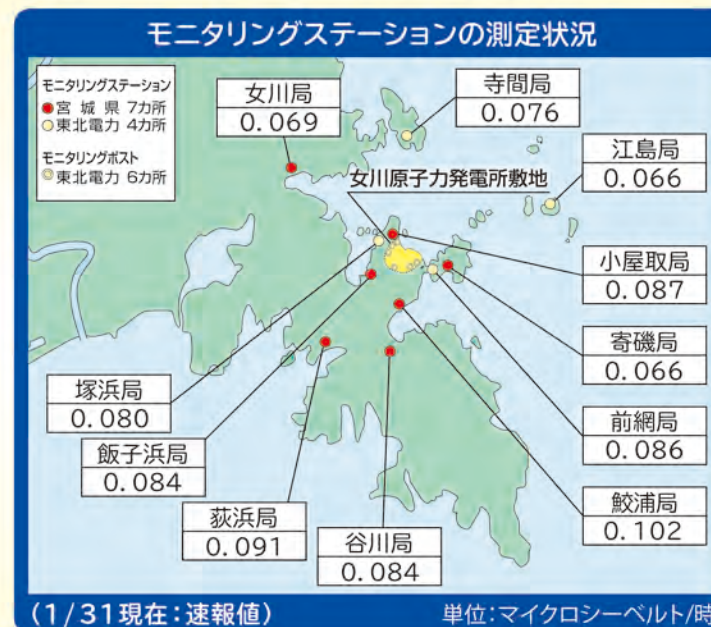 モニタリングステーションの測定状況
モニタリングステーション
宮城県 7カ所
東北電力 4カ所
モニタリングポスト
東北電力 6カ所
女川局
0.069
寺間局
0.076
江島局
0.066
女川原子力発電所敷地
小屋取局
0.087
寄磯局
0.066
前網局
0.086
鮫浦局
0.102
塚浜局
0.080
飯子浜局
0.084
荻浜局
0.091
谷川局
0.084
(1/31現在:速報値)
単位:マイクロシーベルト/時